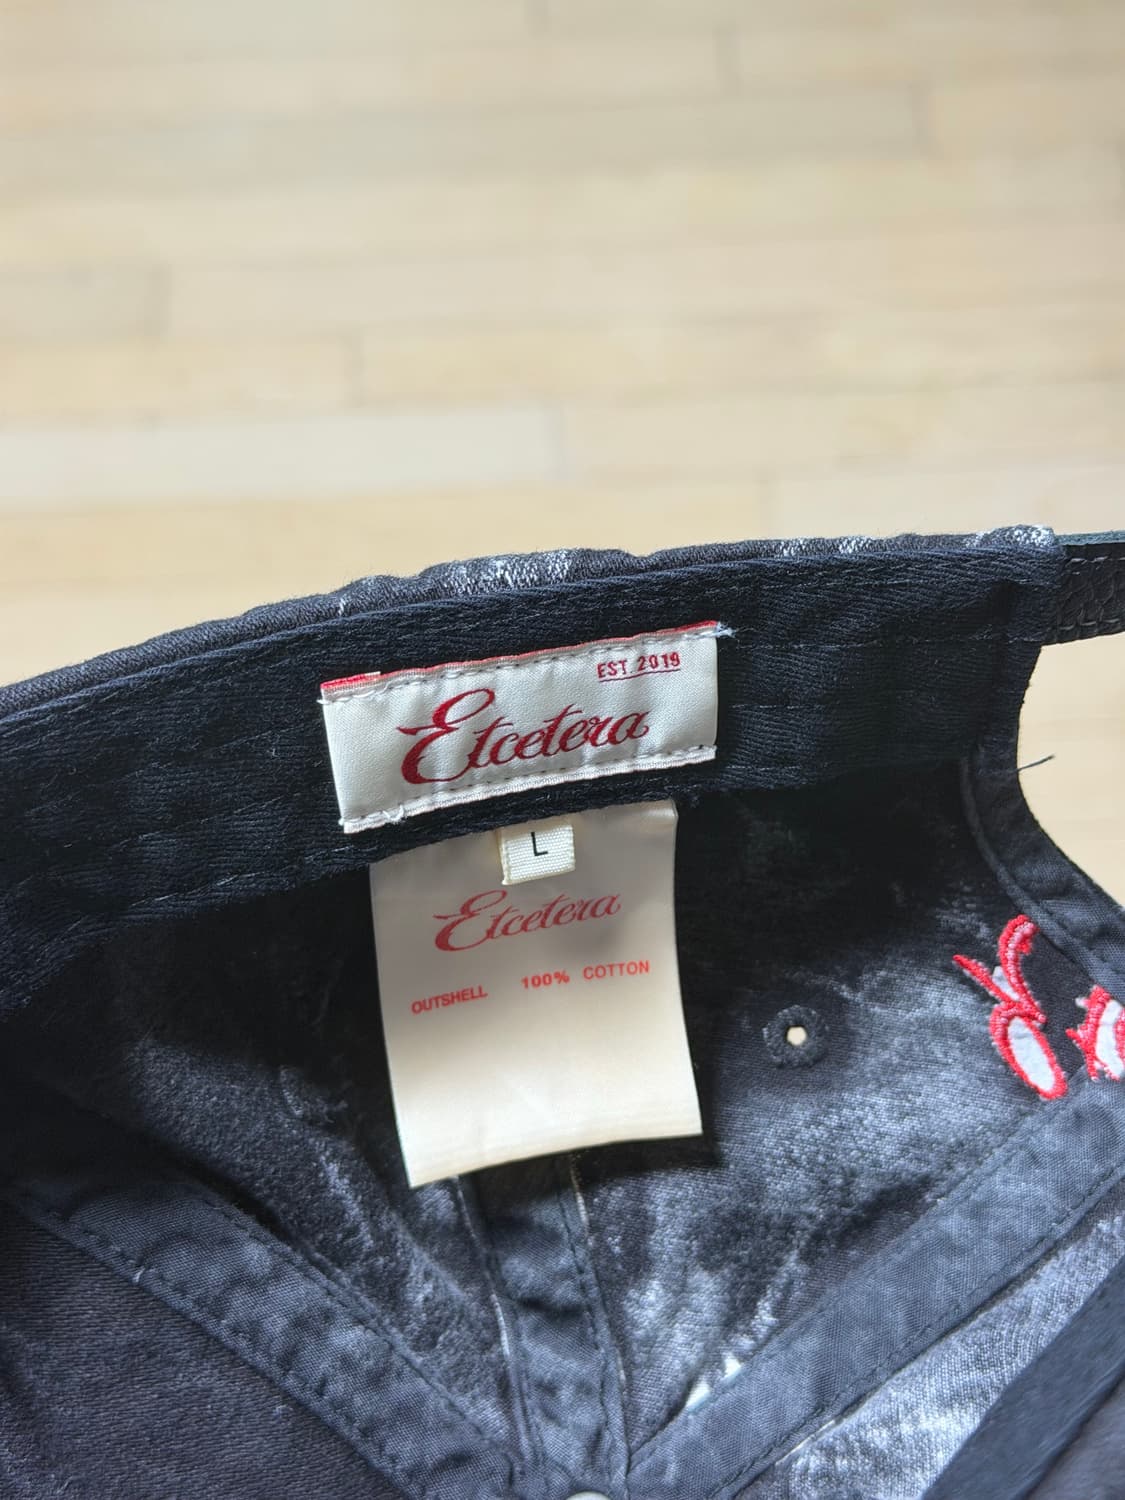 EST. 2019
Etcetera
L
Etcetera
OUTSHELL 100% COTTON